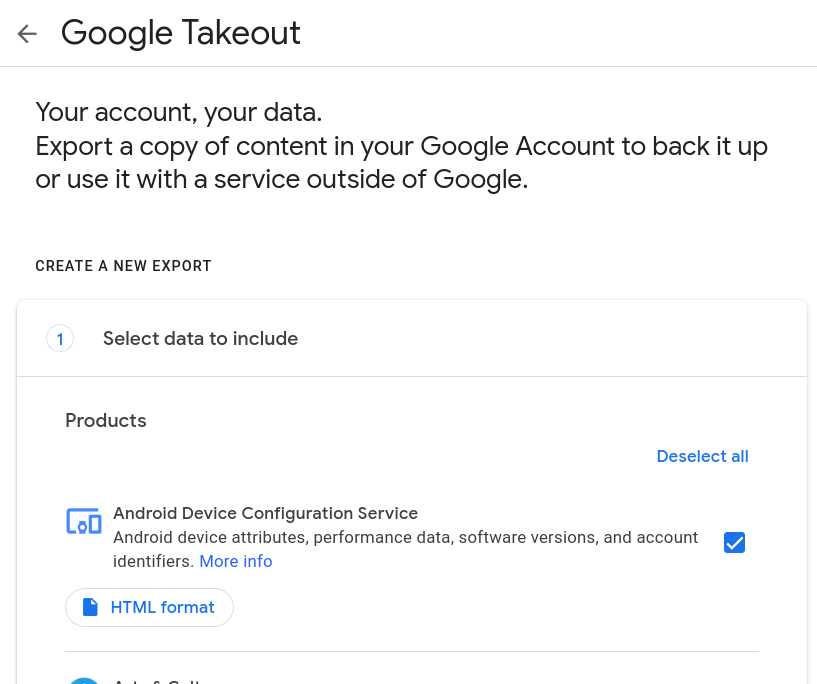 Google Takeout
Your account, your data.
Export a copy of content in your Google Account to back it up
or use it with a service outside of Google.
CREATE A NEW EXPORT
1 Select data to include
Products
Deselect all
Android Device Configuration Service
Android device attributes, performance data, software versions, and account
identifiers. More info
HTML format